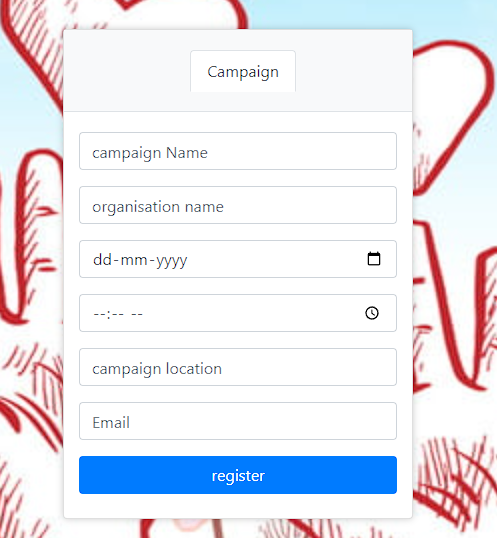 Campaign
campaign Name
organisation name
dd-mm-yyyy
--:-- --
campaign location
Email
register